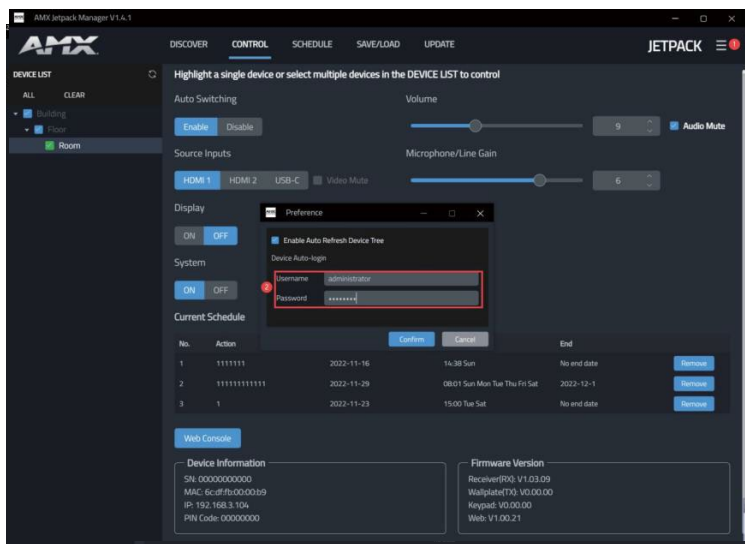 AMX Jetpack Manager V1.4.1
AMX
DISCOVER CONTROL SCHEDULE SAVE/LOAD UPDATE
JETPACK
1
DEVICE LIST
Highlight a single device or select multiple devices in the DEVICE LIST to control
ALL CLEAR
Building
Floor
Room
Auto Switching
Enable Disable
Volume
9
Audio Mute
Source Inputs
HDMI 1 HDMI 2 USB-C Video Mute
Microphone/Line Gain
6
Display
ON OFF
System
ON OFF
AMX Preference
Enable Auto Refresh Device Tree
Device Auto-login
2
Username administrator
Password ********
Confirm Cancel
Current Schedule
No. Action End
1 1111111 2022-11-16 14:38 Sun No end date Remove
2 111111111111 2022-11-29 08:01 Sun Mon Tue Thu Fri Sat 2022-12-1 Remove
3 1 2022-11-23 15:00 Tue Sat No end date Remove
Web Console
Device Information
SN: 00000000000
MAC: 6c:df:fb:00:00:b9
IP: 192.168.3.104
PIN Code: 00000000
Firmware Version
Receiver(RX): V1.03.09
Wallplate(TX): V0.00.00
Keypad: V0.00.00
Web: V1.00.21